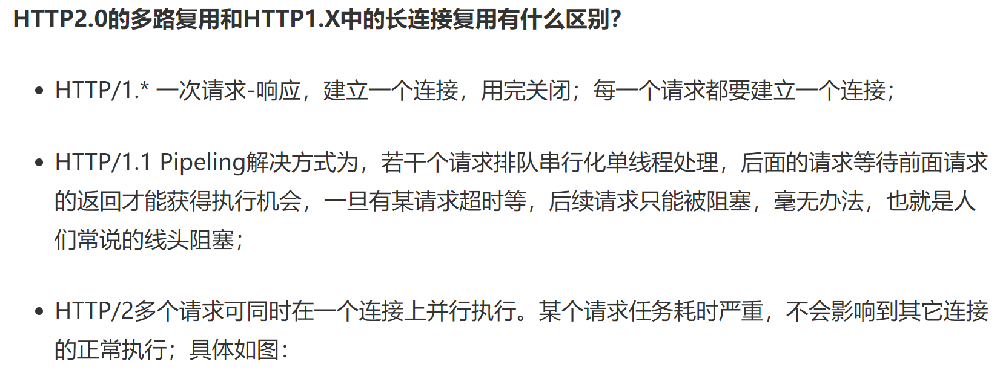 HTTP2.0的多路复用和HTTP1.X中的长连接复用有什么区别？
• HTTP/1.* 一次请求-响应，建立一个连接，用完关闭；每一个请求都要建立一个连接；
• HTTP/1.1 Pipeling解决方式为，若干个请求排队串行化单线程处理，后面的请求等待前面请求
的返回才能获得执行机会，一旦有某请求超时等，后续请求只能被阻塞，毫无办法，也就是人
们常说的线头阻塞；
• HTTP/2多个请求可同时在一个连接上并行执行。某个请求任务耗时严重，不会影响到其它连接
的正常执行；具体如图：